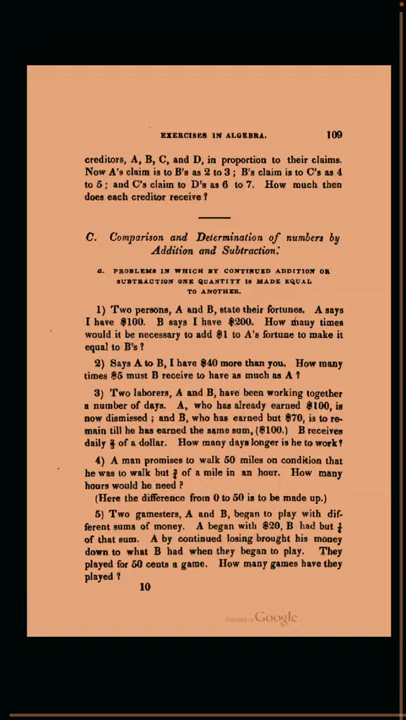 EXERCISES IN ALGEBRA. 109
creditors, A, B, C, and D, in proportion to their claims.
Now A's claim is to B's as 2 to 3; B's claim is to C's as 4
to 5; and C's claim to D's as 6 to 7. How much then
does each creditor receive?
C. Comparison and Determination of numbers by
Addition and Subtraction.
a. PROBLEMS IN WHICH BY CONTINUED ADDITION OR
SUBTRACTION ONE QUANTITY IS MADE EQUAL
TO ANOTHER.
1) Two persons, A and B, state their fortunes. A says
I have $100. B says I have $200. How many times
would it be necessary to add $1 to A's fortune to make it
equal to B's?
2) Says A to B, I have $40 more than you. How many
times $5 must B receive to have as much as A?
3) Two laborers, A and B, have been working together
a number of days. A, who has already earned $100, is
now dismissed; and B, who has earned but $70, is to re-
main till he has earned the same sum, ($100.) B receives
daily of a dollar. How many days longer is he to work?
4) A man promises to walk 50 miles on condition that
he was to walk but of a mile in an hour. How many
hours would he need?
(Here the difference from 0 to 50 is to be made up.)
5) Two gamesters, A and B, began to play with dif-
ferent sums of money. A began with $20, B had but
of that sum. A by continued losing brought his money
down to what B had when they began to play. They
played for 50 cents a game. How many games have they
played?
10
Digitized by Google